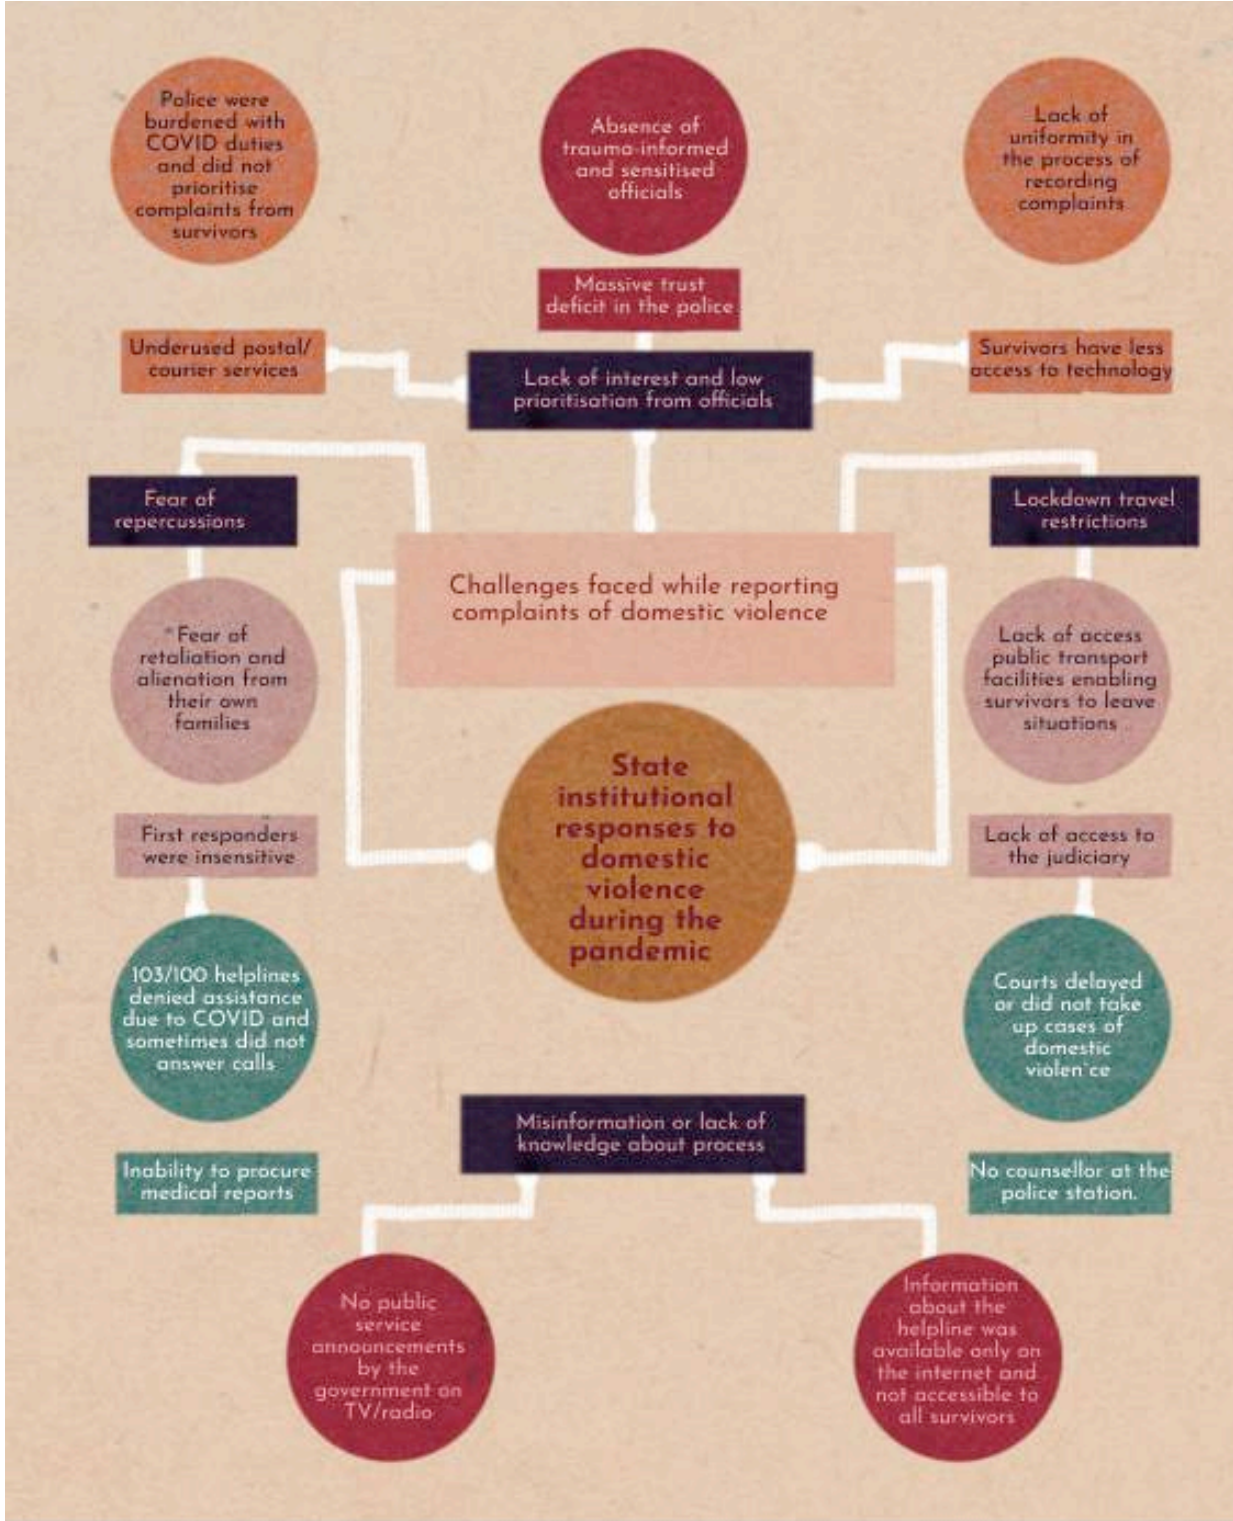 Police were
burdened with
COVID duties
and did not
prioritise
complaints from
survivors
Absence of
trauma-informed
and sensitised
officials
Lack of
uniformity in
the process of
recording
complaints
Massive trust
deficit in the police
Underused postal/
courier services
Lack of interest and low
prioritisation from officials
Survivors have less
access to technology
Fear of
repercussions
Lockdown travel
restrictions
Challenges faced while reporting
complaints of domestic violence
Fear of
retaliation and
alienation from
their own
families
Lack of access
public transport
facilities enabling
survivors to leave
situations
State
institutional
responses to
domestic
violence
during the
pandemic
First responders
were insensitive
Lack of access to
the judiciary
103/100 helplines
denied assistance
due to COVID and
sometimes did not
answer calls
Courts delayed
or did not take
up cases of
domestic
violence
Misinformation or lack of
knowledge about process
Inability to procure
medical reports
No counsellor at the
police station.
No public
service
announcements
by the
government on
TV/radio
Information
about the
helpline was
available only on
the internet and
not accessible to
all survivors